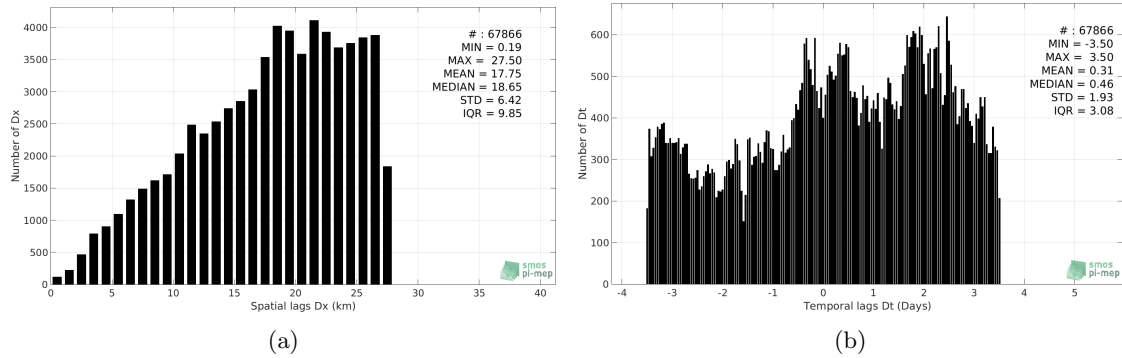 4000
3500
3000
2500
2000
1500
1000
500
0
Number of Dx
# : 67866
MIN = 0.19
MAX = 27.50
MEAN = 17.75
MEDIAN = 18.65
STD = 6.42
IQR = 9.85
smos
pi-mep
0 5 10 15 20 25 30 35 40
Spatial lags Dx (km)
(a)
600
500
400
300
200
100
0
Number of Dt
# : 67866
MIN = -3.50
MAX = 3.50
MEAN = 0.31
MEDIAN = 0.46
STD = 1.93
IQR = 3.08
smos
pi-mep
-4 -3 -2 -1 0 1 2 3 4 5
Temporal lags Dt (Days)
(b)